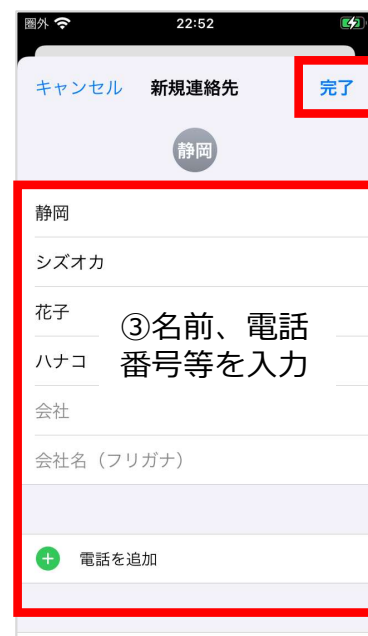 圏外 22:52
キャンセル 新規連絡先 完了
静岡
静岡
シズオカ
花子
ハナコ
③名前、電話
番号等を入力
会社
会社名（フリガナ）
電話を追加